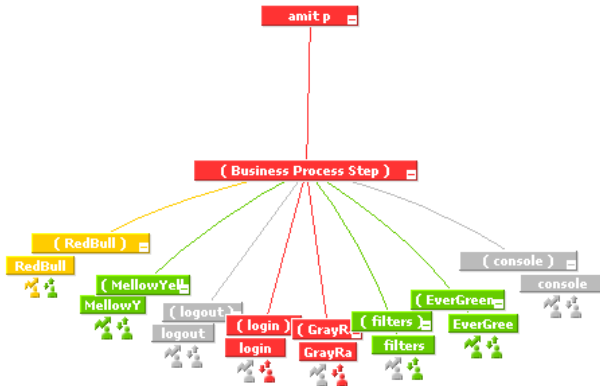 amit p
( Business Process Step )
( RedBull )
RedBull
( MellowYell
MellowY
( logout )
logout
( login )
login
( GrayRa
GrayRa
( filters )
filters
( EverGreen
EverGree
( console )
console